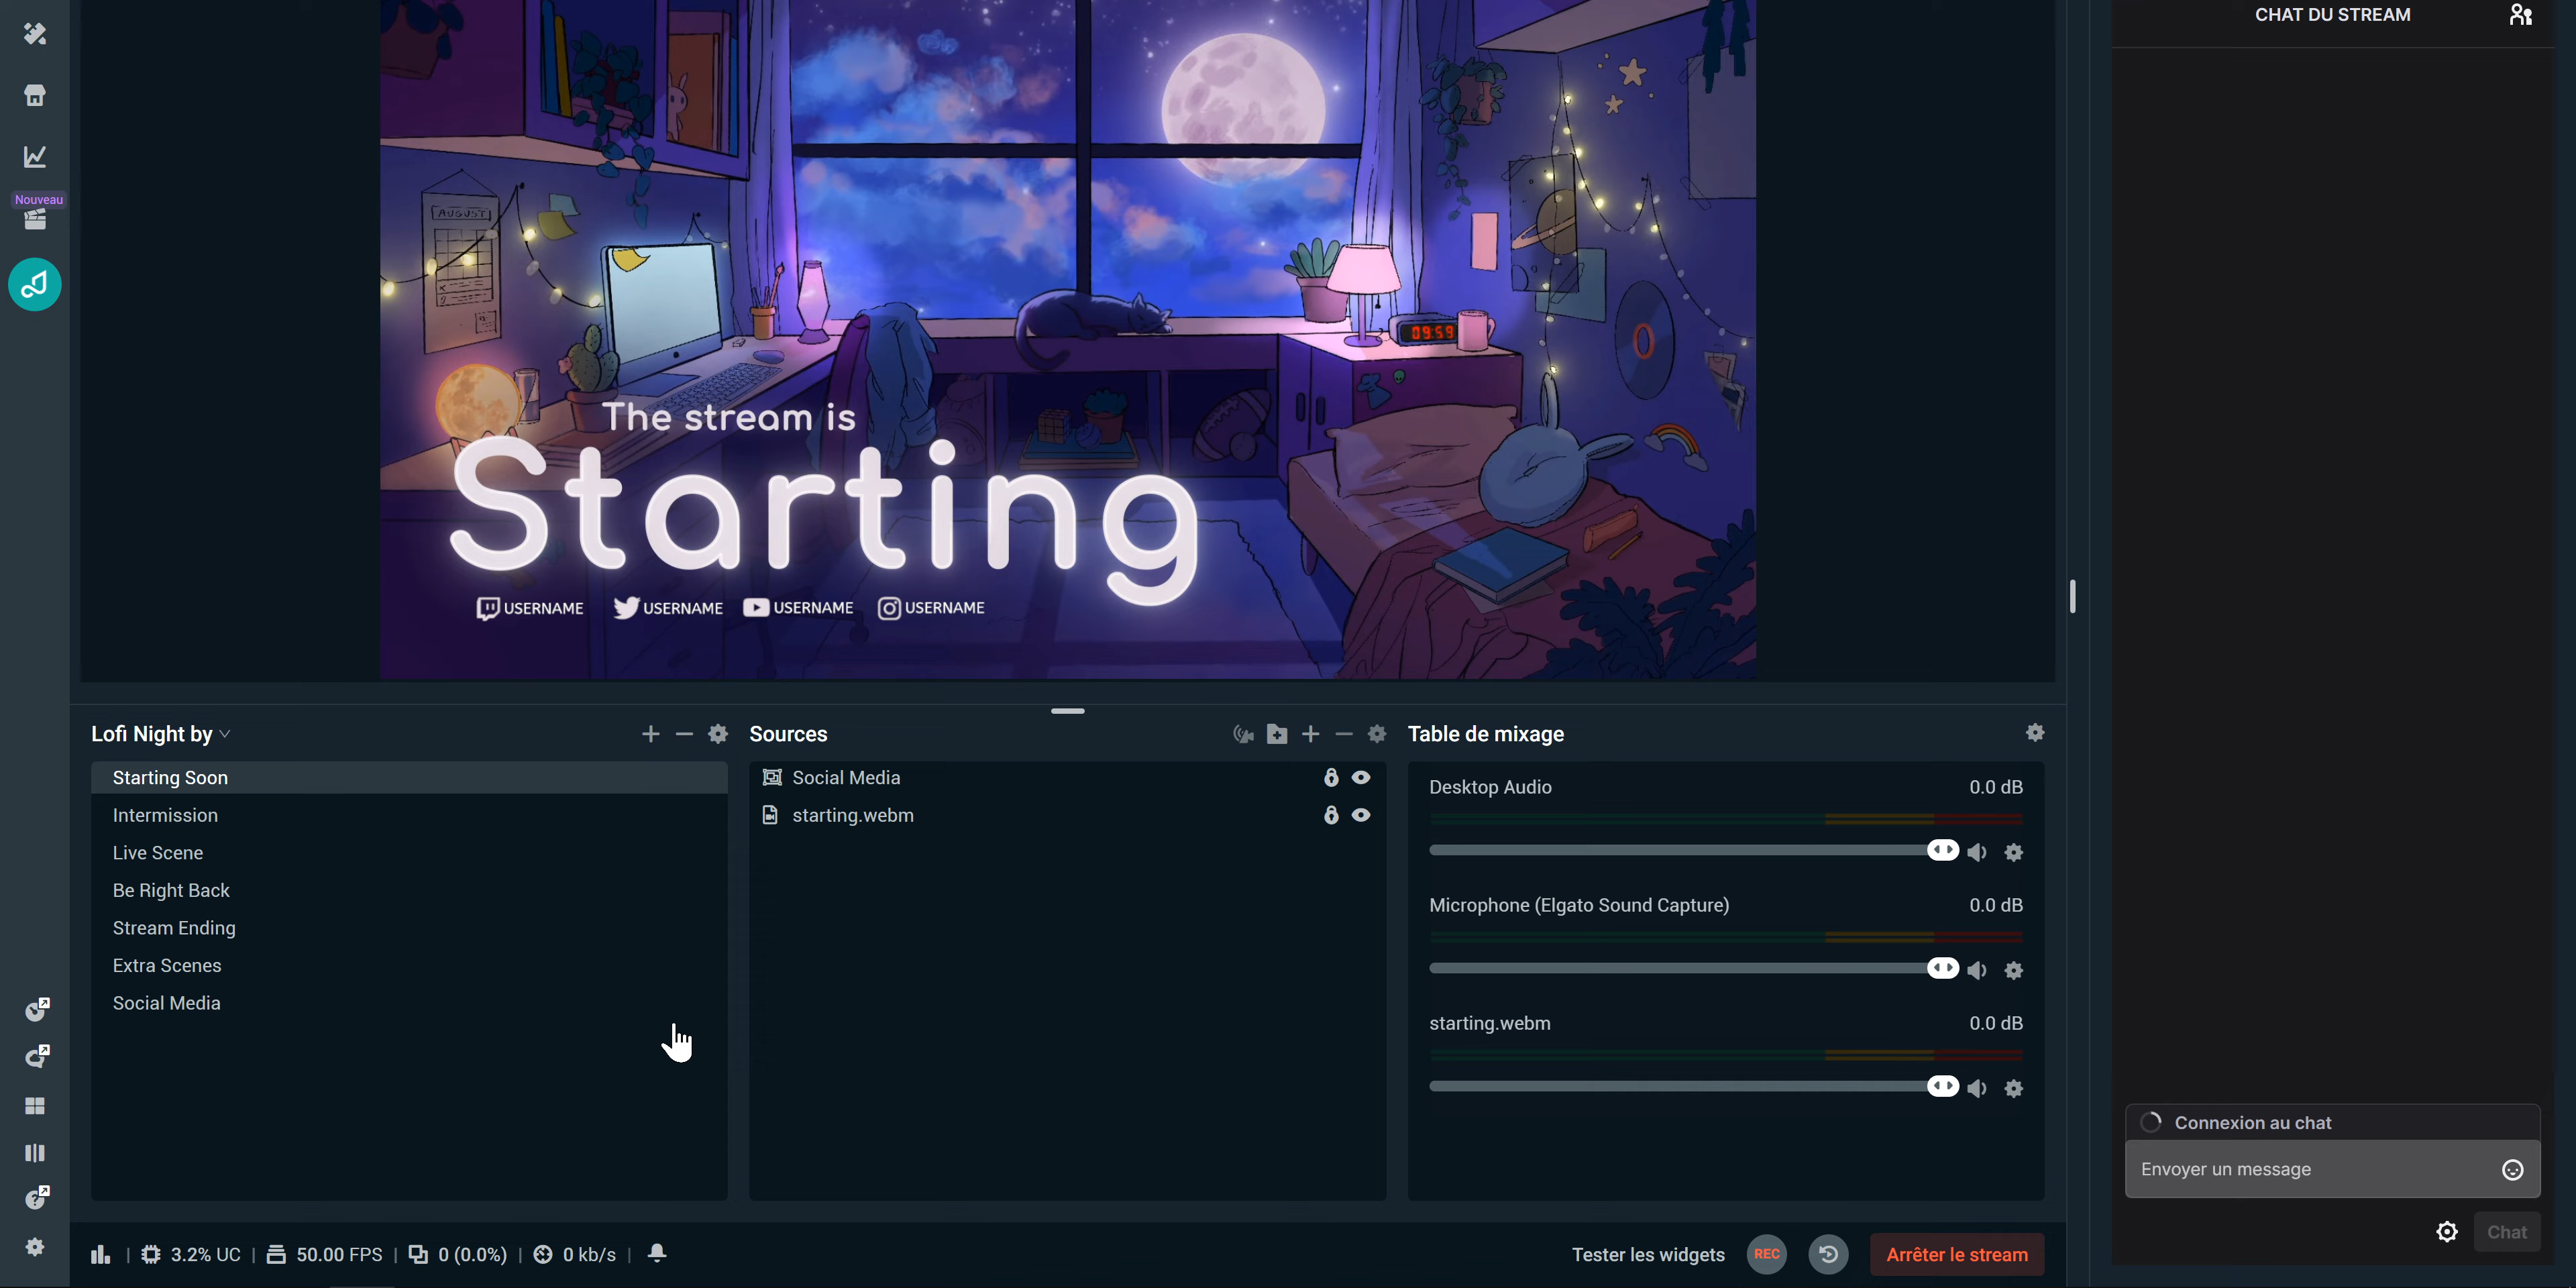 CHAT DU STREAM
Nouveau
AUGUST
09:59
The stream is
Starting
USERNAME USERNAME USERNAME USERNAME
Lofi Night by
Starting Soon
Intermission
Live Scene
Be Right Back
Stream Ending
Extra Scenes
Social Media
Sources
Social Media
starting.webm
Table de mixage
Desktop Audio 0.0 dB
Microphone (Elgato Sound Capture) 0.0 dB
starting.webm 0.0 dB
Connexion au chat
Envoyer un message
Chat
3.2% UC | 50.00 FPS | 0 (0.0%) | 0 kb/s |
Tester les widgets REC Arrêter le stream